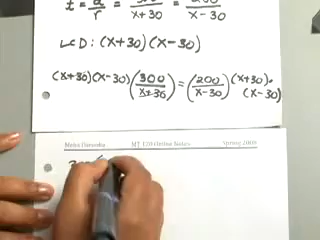 t = d/r = 300/x+30 = 200/x-30
LCD: (x+30)(x-30)
(x+30)(x-30)(300/x+30) = (200/x-30)(x+30)·
(x-30)
MT 120 Online Notes Spring 2009